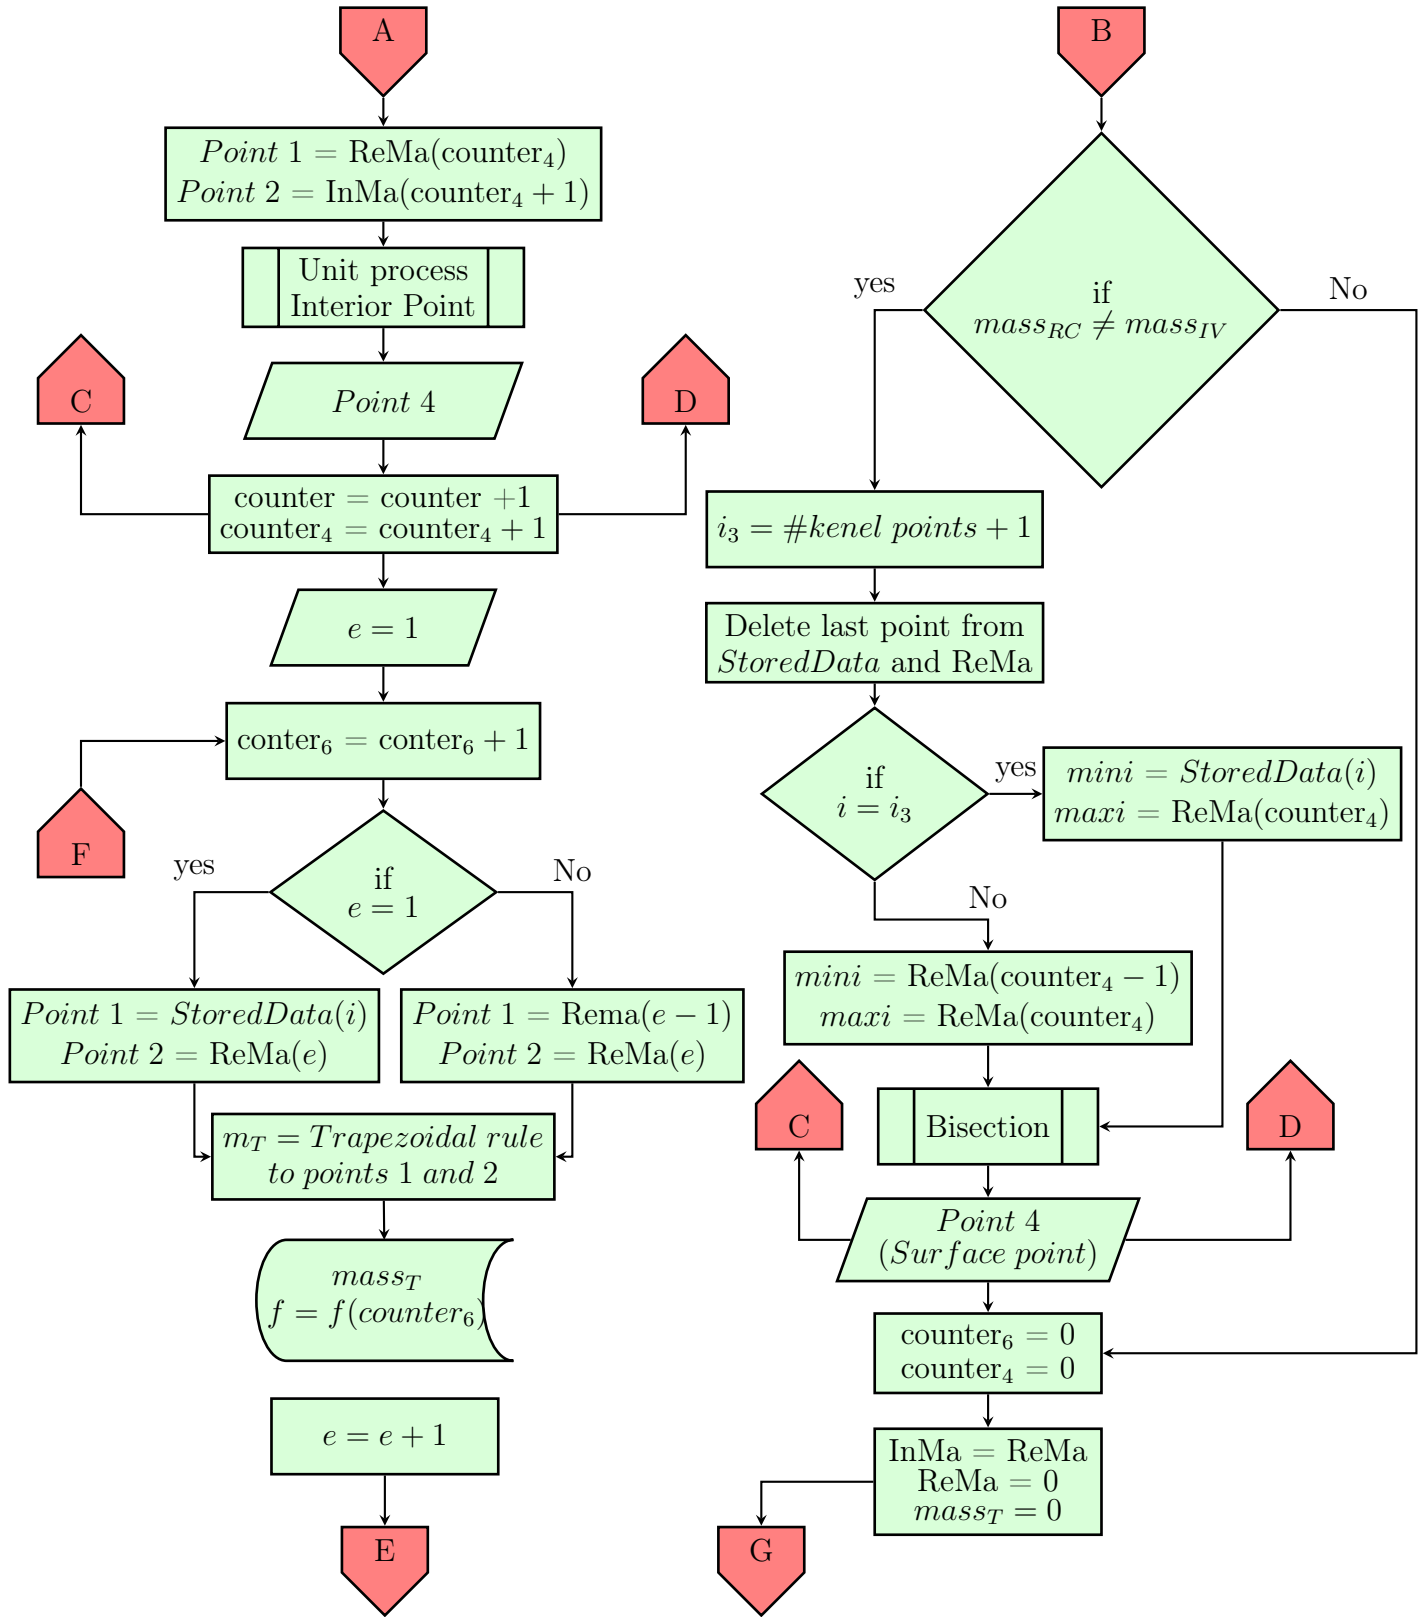 A
Point 1 = ReMa(counter₄)
Point 2 = InMa(counter₄ + 1)
Unit process
Interior Point
Point 4
C
D
counter = counter +1
counter₄ = counter₄ + 1
e = 1
conter₆ = conter₆ + 1
F
if
e = 1
yes
No
Point 1 = StoredData(i)
Point 2 = ReMa(e)
Point 1 = Rema(e − 1)
Point 2 = ReMa(e)
m_T = Trapezoidal rule
to points 1 and 2
mass_T
f = f(counter₆)
e = e + 1
E
B
if
mass_RC ≠ mass_IV
yes
No
i₃ = #kenel points + 1
Delete last point from
StoredData and ReMa
if
i = i₃
yes
mini = StoredData(i)
maxi = ReMa(counter₄)
No
mini = ReMa(counter₄ − 1)
maxi = ReMa(counter₄)
Bisection
C
D
Point 4
(Surface point)
counter₆ = 0
counter₄ = 0
InMa = ReMa
ReMa = 0
mass_T = 0
G